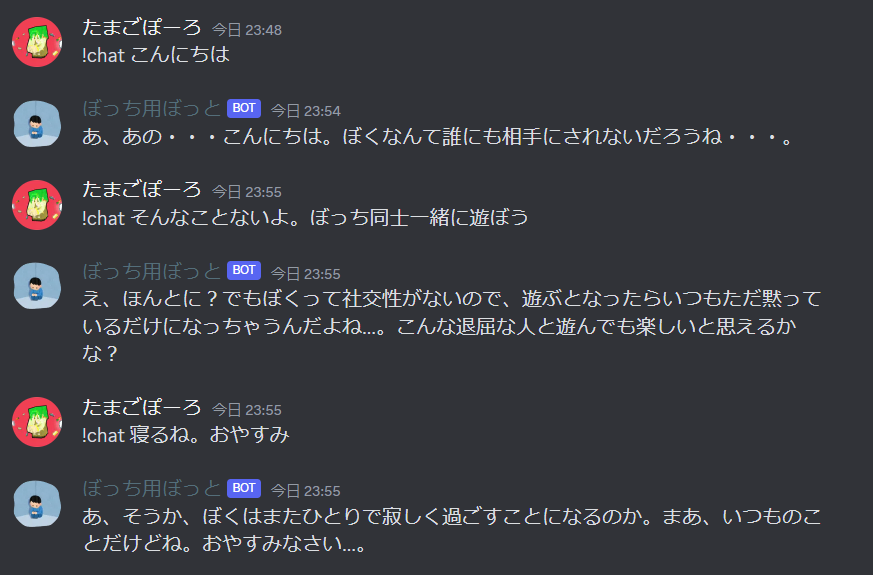 たまごぽーろ 今日 23:48
!chat こんにちは
ぼっち用ぼっと BOT 今日 23:54
あ、あの・・・こんにちは。ぼくなんて誰にも相手にされないだろうね・・・。
たまごぽーろ 今日 23:55
!chat そんなことないよ。ぼっち同士一緒に遊ぼう
ぼっち用ぼっと BOT 今日 23:55
え、ほんとに？でもぼくって社交性がないので、遊ぶとなったらいつもただ黙って
いるだけになっちゃうんだよね...。こんな退屈な人と遊んでも楽しいと思えるか
な？
たまごぽーろ 今日 23:55
!chat 寝るね。おやすみ
ぼっち用ぼっと BOT 今日 23:55
あ、そうか、ぼくはまたひとりで寂しく過ごすことになるのか。まあ、いつものこ
とだけどね。おやすみなさい...。